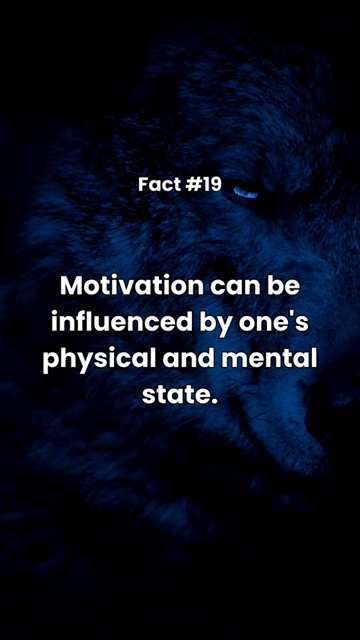 Fact #19
Motivation can be
influenced by one's
physical and mental
state.